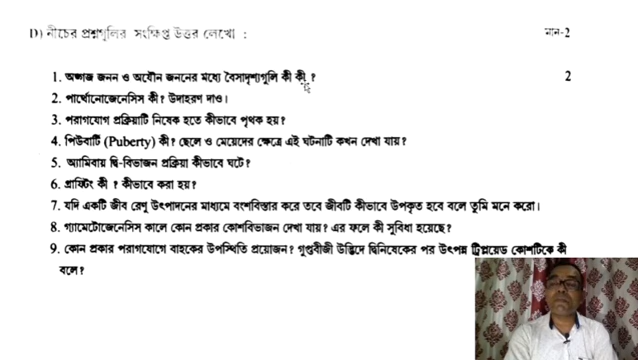 D) নীচের প্রশ্নগুলির সংক্ষিপ্ত উত্তর লেখো : মান-2
1. অঙ্গজ জনন ও অযৌন জননের মধ্যে বৈসাদৃশ্যগুলি কী কী ? 2
2. পার্থেনোজেনেসিস কী? উদাহরণ দাও।
3. পরাগযোগ প্রক্রিয়াটি নিষেক হতে কীভাবে পৃথক হয়?
4. পিউবার্টি (Puberty) কী? ছেলে ও মেয়েদের ক্ষেত্রে এই ঘটনাটি কখন দেখা যায়?
5. অ্যামিবায় দ্বি-বিভাজন প্রক্রিয়া কীভাবে ঘটে?
6. গ্রাফ্টিং কী ? কীভাবে করা হয়?
7. যদি একটি জীব রেণু উৎপাদনের মাধ্যমে বংশবিস্তার করে তবে জীবটি কীভাবে উপকৃত হবে বলে তুমি মনে করো।
8. গ্যামেটোজেনেসিস কালে কোন প্রকার কোশবিভাজন দেখা যায়? এর ফলে কী সুবিধা হয়েছে?
9. কোন প্রকার পরাগযোগে বাহকের উপস্থিতি প্রয়োজন? গুপ্তবীজী উদ্ভিদে দ্বিনিষেকের পর উৎপন্ন ট্রিপ্লয়েড কোশটিকে কী
বলে?